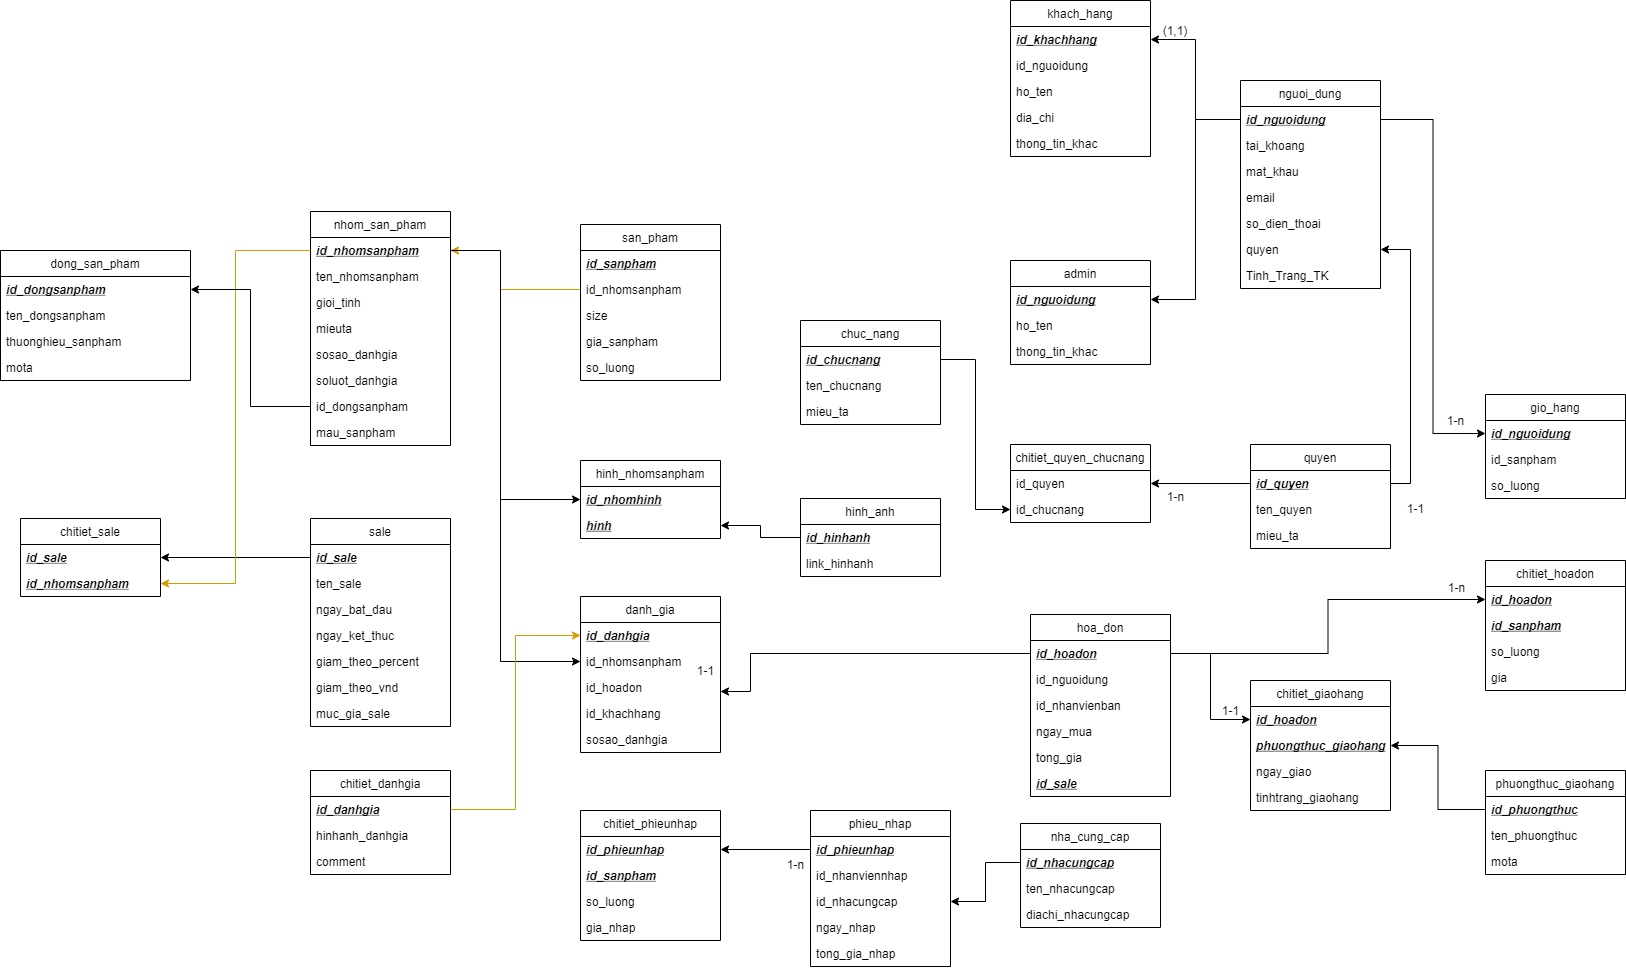 khach_hang
id_khachhang
id_nguoidung
ho_ten
dia_chi
thong_tin_khac
(1,1)
nguoi_dung
id_nguoidung
tai_khoang
mat_khau
email
so_dien_thoai
quyen
Tinh_Trang_TK
dong_san_pham
id_dongsanpham
ten_dongsanpham
thuonghieu_sanpham
mota
nhom_san_pham
id_nhomsanpham
ten_nhomsanpham
gioi_tinh
mieuta
sosao_danhgia
soluot_danhgia
id_dongsanpham
mau_sanpham
san_pham
id_sanpham
id_nhomsanpham
size
gia_sanpham
so_luong
admin
id_nguoidung
ho_ten
thong_tin_khac
chuc_nang
id_chucnang
ten_chucnang
mieu_ta
gio_hang
id_nguoidung
id_sanpham
so_luong
1-n
chitiet_quyen_chucnang
id_quyen
id_chucnang
1-n
quyen
id_quyen
ten_quyen
mieu_ta
1-1
hinh_nhomsanpham
id_nhomhinh
hinh
hinh_anh
id_hinhanh
link_hinhanh
chitiet_sale
id_sale
id_nhomsanpham
sale
id_sale
ten_sale
ngay_bat_dau
ngay_ket_thuc
giam_theo_percent
giam_theo_vnd
muc_gia_sale
danh_gia
id_danhgia
id_nhomsanpham
id_hoadon
id_khachhang
sosao_danhgia
1-1
hoa_don
id_hoadon
id_nguoidung
id_nhanvienban
ngay_mua
tong_gia
id_sale
1-n
chitiet_hoadon
id_hoadon
id_sanpham
so_luong
gia
1-1
chitiet_giaohang
id_hoadon
phuongthuc_giaohang
ngay_giao
tinhtrang_giaohang
phuongthuc_giaohang
id_phuongthuc
ten_phuongthuc
mota
chitiet_danhgia
id_danhgia
hinhanh_danhgia
comment
chitiet_phieunhap
id_phieunhap
id_sanpham
so_luong
gia_nhap
1-n
phieu_nhap
id_phieunhap
id_nhanviennhap
id_nhacungcap
ngay_nhap
tong_gia_nhap
nha_cung_cap
id_nhacungcap
ten_nhacungcap
diachi_nhacungcap